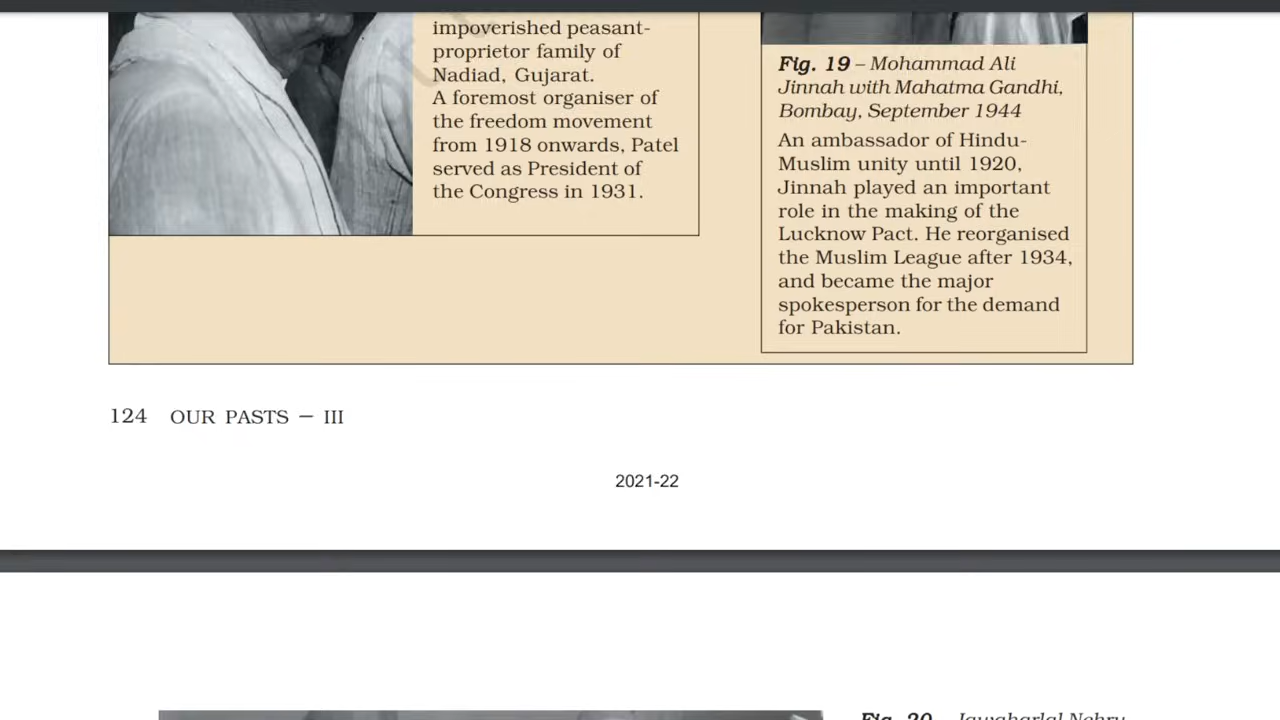 impoverished peasant-
proprietor family of
Nadiad, Gujarat.
A foremost organiser of
the freedom movement
from 1918 onwards, Patel
served as President of
the Congress in 1931.
Fig. 19 – Mohammad Ali
Jinnah with Mahatma Gandhi,
Bombay, September 1944
An ambassador of Hindu-
Muslim unity until 1920,
Jinnah played an important
role in the making of the
Lucknow Pact. He reorganised
the Muslim League after 1934,
and became the major
spokesperson for the demand
for Pakistan.
124 OUR PASTS – III
2021-22
Fig. 20 – Jawaharlal Nehru